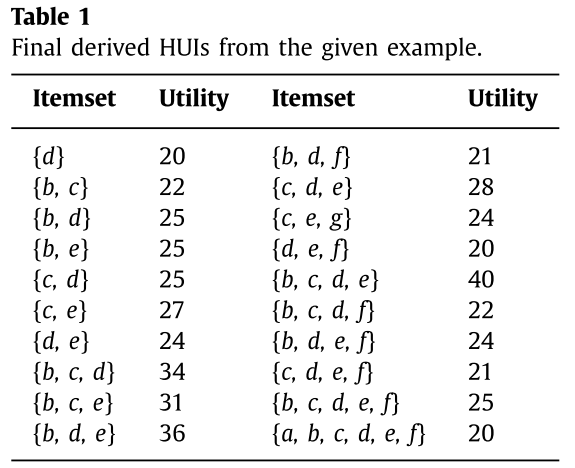 Table 1
Final derived HUIs from the given example.
Itemset Utility Itemset Utility
{d} 20 {b, d, f} 21
{b, c} 22 {c, d, e} 28
{b, d} 25 {c, e, g} 24
{b, e} 25 {d, e, f} 20
{c, d} 25 {b, c, d, e} 40
{c, e} 27 {b, c, d, f} 22
{d, e} 24 {b, d, e, f} 24
{b, c, d} 34 {c, d, e, f} 21
{b, c, e} 31 {b, c, d, e, f} 25
{b, d, e} 36 {a, b, c, d, e, f} 20